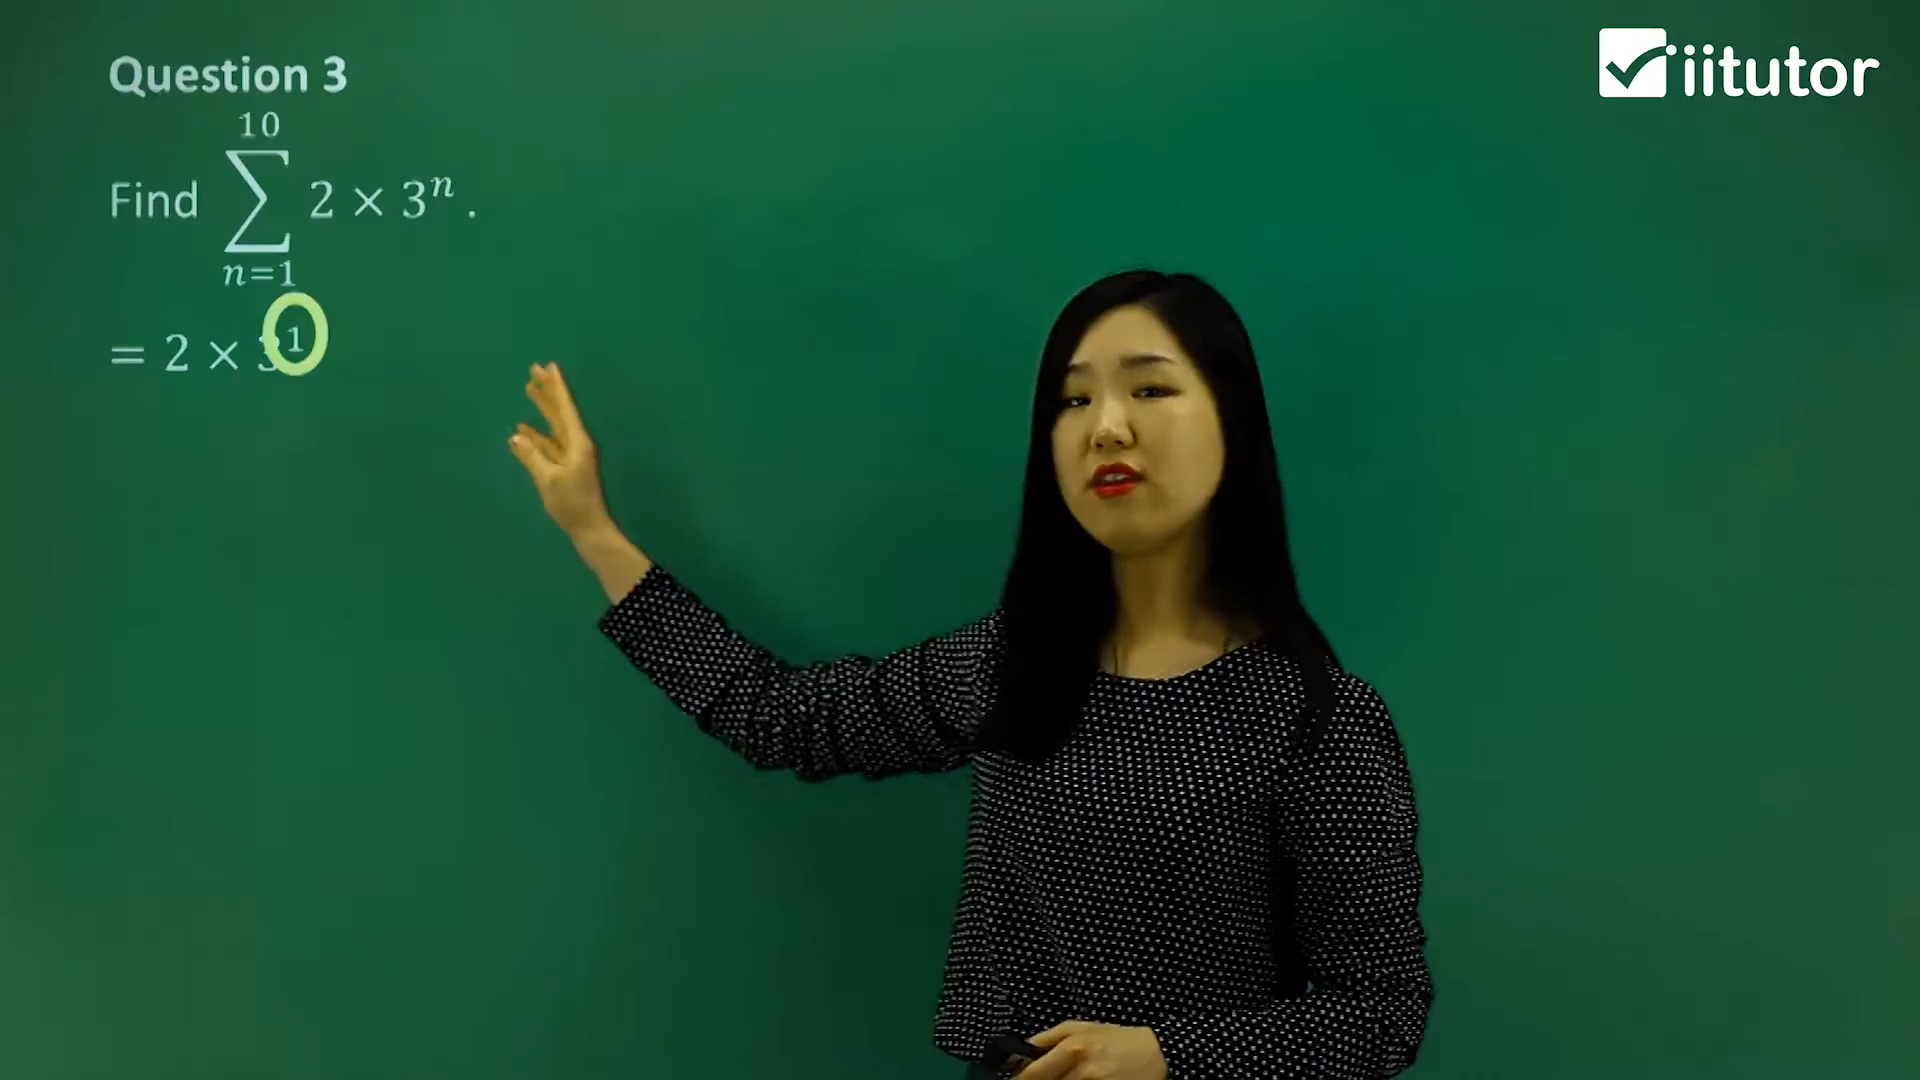 iitutor
Question 3
10
Find ∑ 2 × 3ⁿ .
n=1
= 2 × 3¹